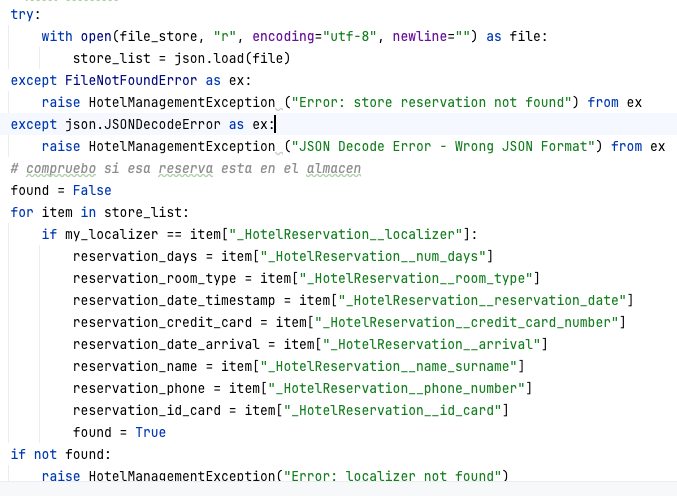 try:
    with open(file_store, "r", encoding="utf-8", newline="") as file:
        store_list = json.load(file)
except FileNotFoundError as ex:
    raise HotelManagementException ("Error: store reservation not found") from ex
except json.JSONDecodeError as ex:
    raise HotelManagementException ("JSON Decode Error - Wrong JSON Format") from ex
# compruebo si esa reserva esta en el almacen
found = False
for item in store_list:
    if my_localizer == item["_HotelReservation__localizer"]:
        reservation_days = item["_HotelReservation__num_days"]
        reservation_room_type = item["_HotelReservation__room_type"]
        reservation_date_timestamp = item["_HotelReservation__reservation_date"]
        reservation_credit_card = item["_HotelReservation__credit_card_number"]
        reservation_date_arrival = item["_HotelReservation__arrival"]
        reservation_name = item["_HotelReservation__name_surname"]
        reservation_phone = item["_HotelReservation__phone_number"]
        reservation_id_card = item["_HotelReservation__id_card"]
        found = True
if not found:
    raise HotelManagementException("Error: localizer not found")